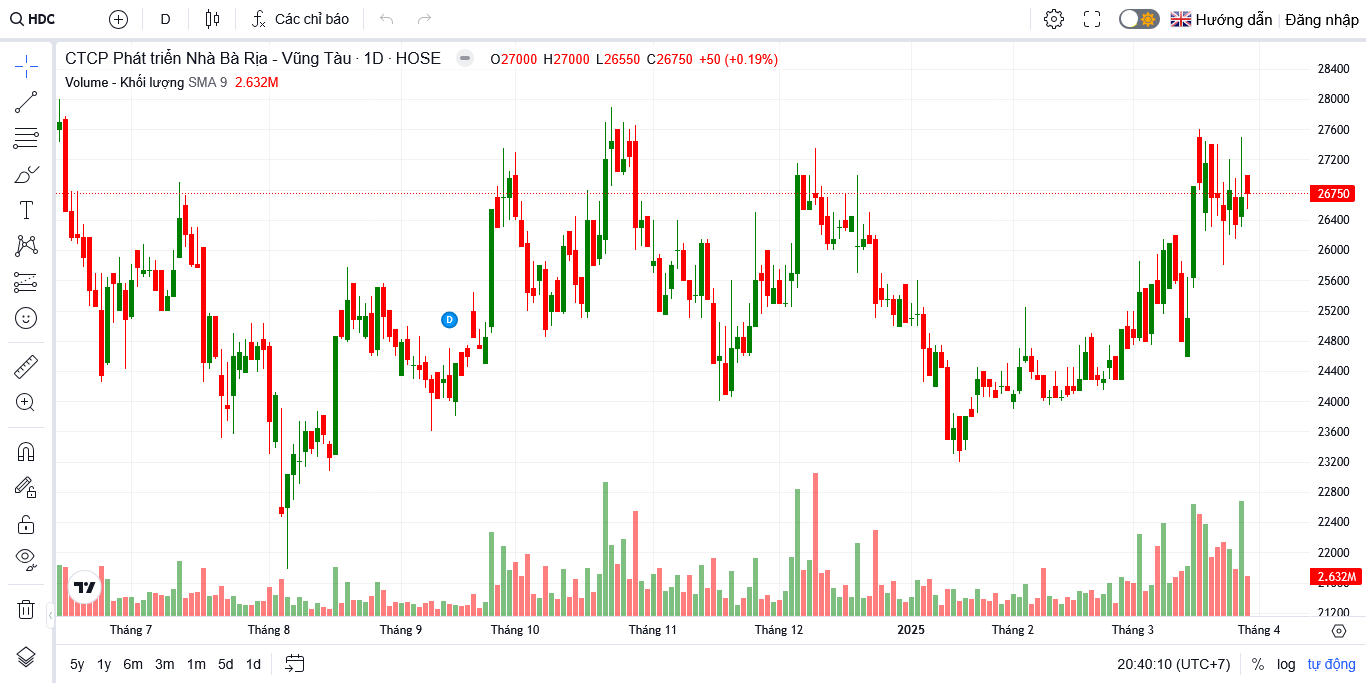 HDC D Các chỉ báo Hướng dẫn Đăng nhập
CTCP Phát triển Nhà Bà Rịa - Vũng Tàu · 1D · HOSE O27000 H27000 L26550 C26750 +50 (+0.19%)
Volume - Khối lượng SMA 9 2.632M
28400
28000
27600
27200
26750
26400
26000
25600
25200
D
24800
24400
24000
23600
23200
22800
22400
22000
2.632M
21200
Tháng 7 Tháng 8 Tháng 9 Tháng 10 Tháng 11 Tháng 12 2025 Tháng 2 Tháng 3 Tháng 4
5y 1y 6m 3m 1m 5d 1d 20:40:10 (UTC+7) % log tự động